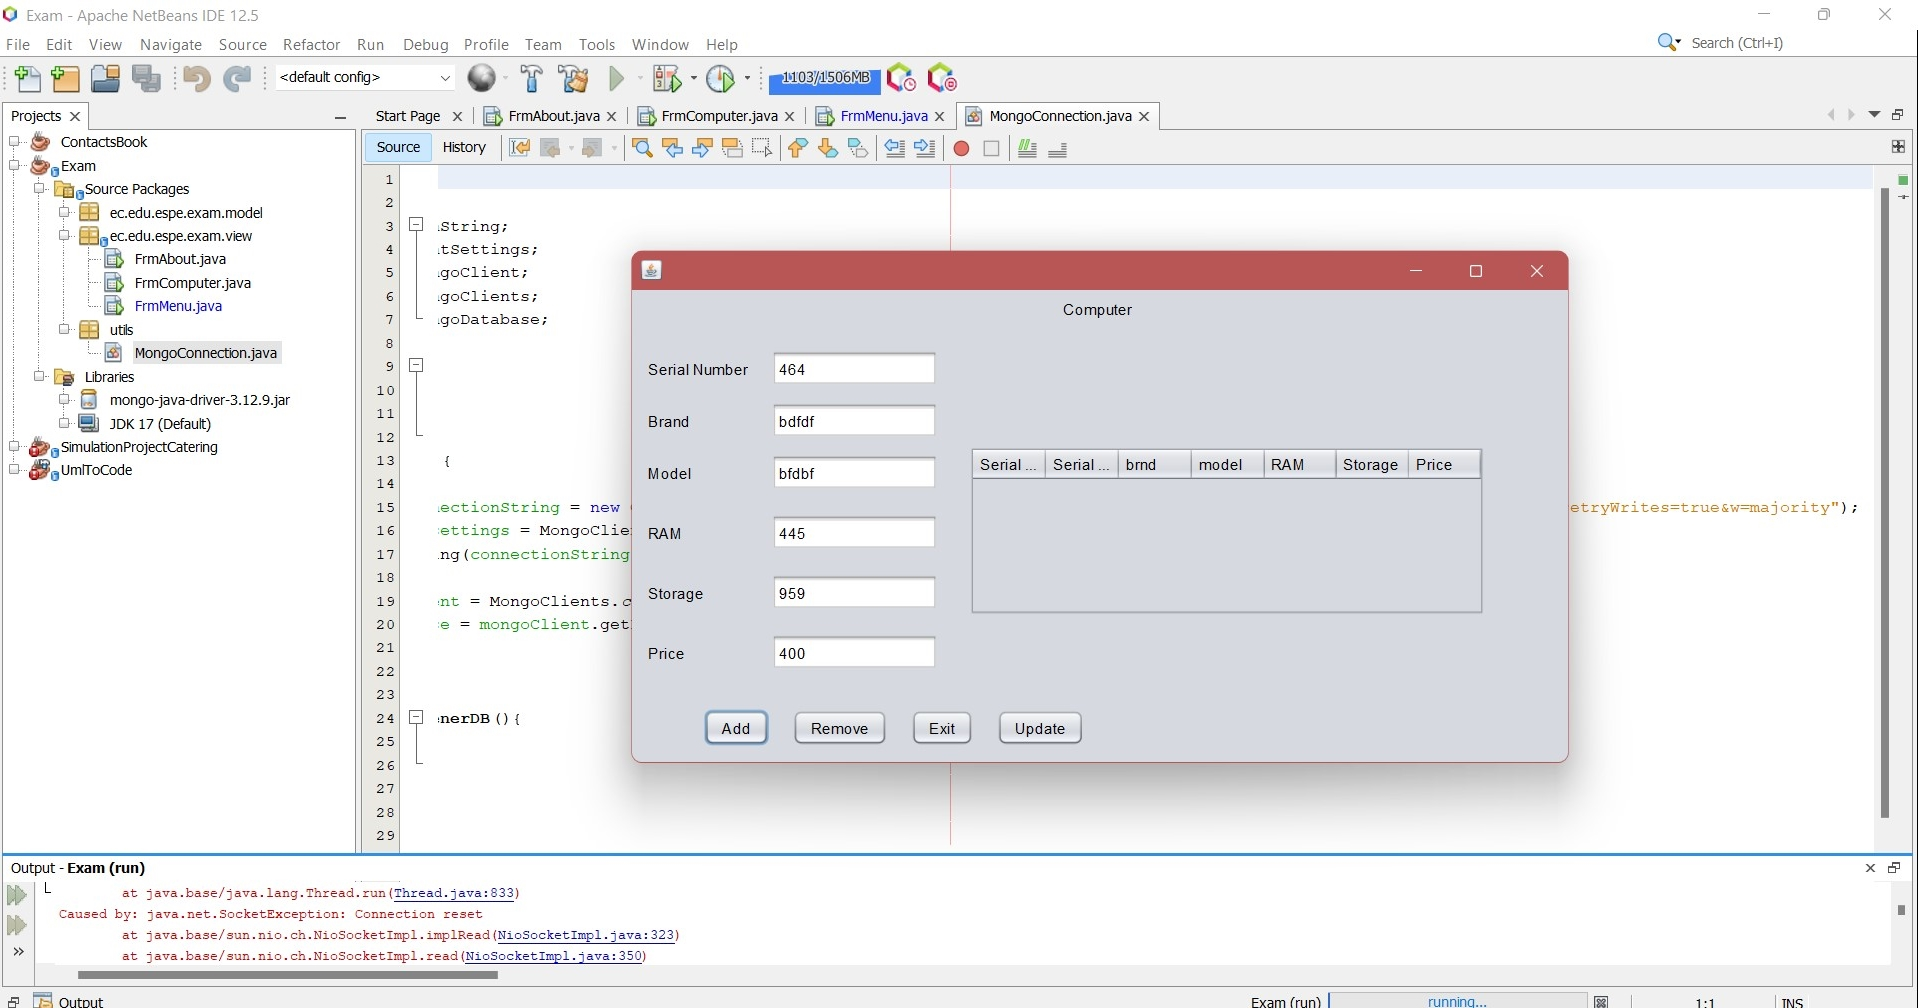 Exam - Apache NetBeans IDE 12.5
File Edit View Navigate Source Refactor Run Debug Profile Team Tools Window Help
Search (Ctrl+I)
<default config>
1103/1506MB
Projects
Start Page
FrmAbout.java
FrmComputer.java
FrmMenu.java
MongoConnection.java
Source History
ContactsBook
Exam
Source Packages
ec.edu.espe.exam.model
ec.edu.espe.exam.view
FrmAbout.java
FrmComputer.java
FrmMenu.java
utils
MongoConnection.java
Libraries
mongo-java-driver-3.12.9.jar
JDK 17 (Default)
SimulationProjectCatering
UmlToCode
1
2
3 String;
4 tSettings;
5 goClient;
6 goClients;
7 goDatabase;
8
9
10
11
12
13 {
14
15 ectionString = new etryWrites=true&w=majority");
16 ettings = MongoClie
17 ng(connectionString
18
19 nt = MongoClients.c
20 e = mongoClient.get
21
22
23
24 nerDB(){
25
26
27
28
29
Computer
Serial Number 464
Brand bdfdf
Model bfdbf
RAM 445
Storage 959
Price 400
Serial ... Serial ... brnd model RAM Storage Price
Add Remove Exit Update
Output - Exam (run)
at java.base/java.lang.Thread.run(Thread.java:833)
Caused by: java.net.SocketException: Connection reset
at java.base/sun.nio.ch.NioSocketImpl.implRead(NioSocketImpl.java:323)
at java.base/sun.nio.ch.NioSocketImpl.read(NioSocketImpl.java:350)
Output
Exam (run) running... 1:1 INS